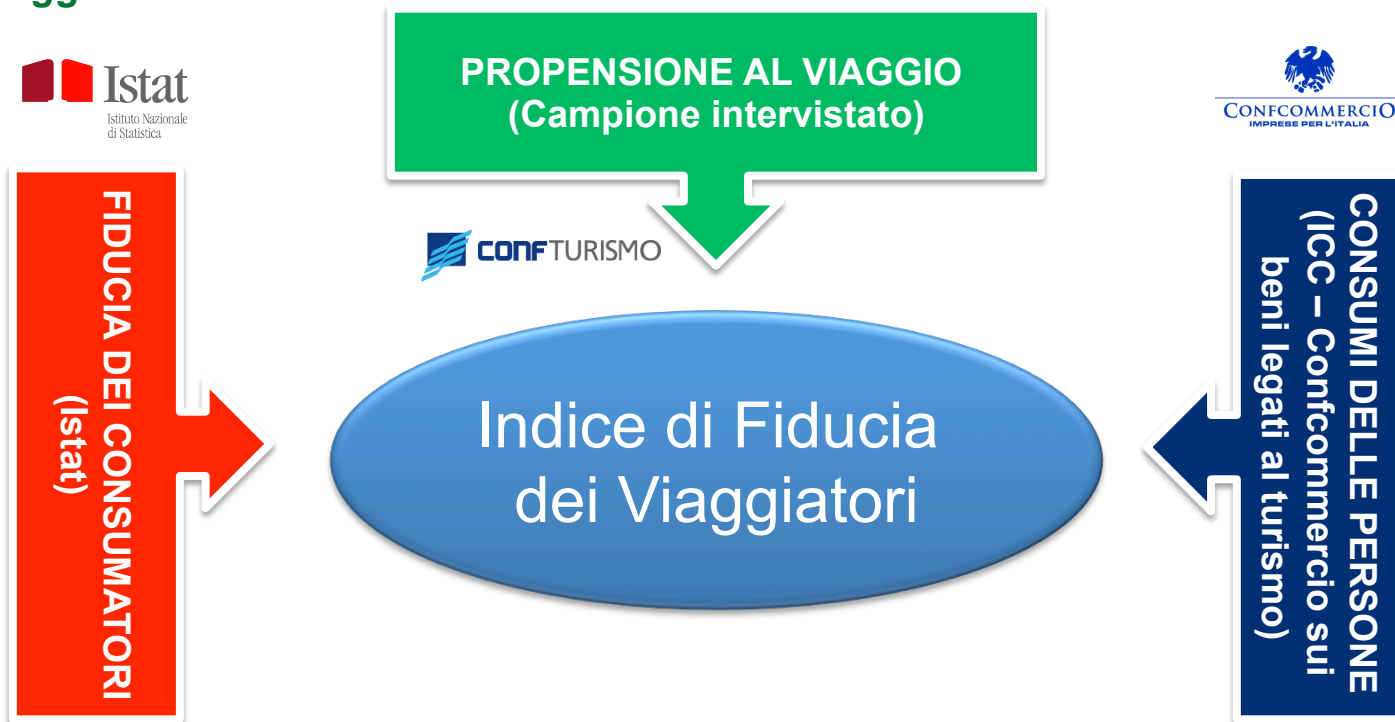 gg
Istat
Istituto Nazionale
di Statistica
PROPENSIONE AL VIAGGIO
(Campione intervistato)
CONFCOMMERCIO
IMPRESE PER L'ITALIA
CONFTURISMO
FIDUCIA DEI CONSUMATORI
(Istat)
Indice di Fiducia
dei Viaggiatori
CONSUMI DELLE PERSONE
(ICC – Confcommercio sui
beni legati al turismo)